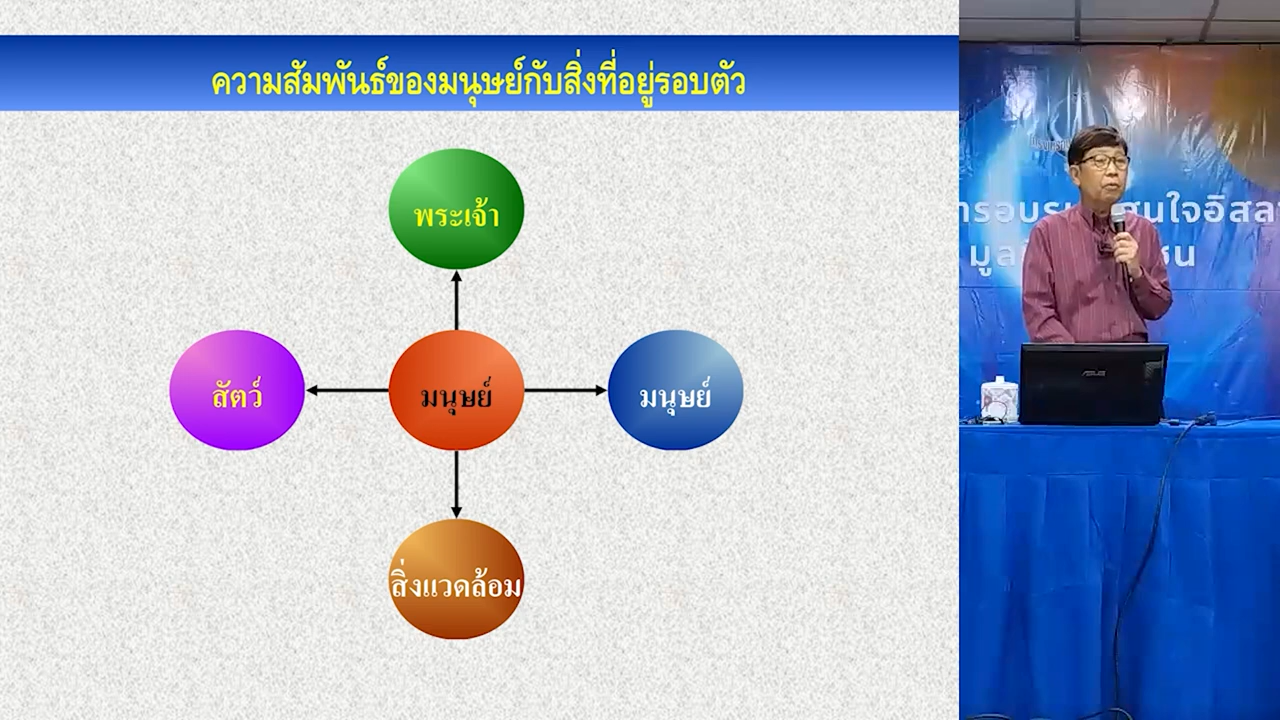 ความสัมพันธ์ของมนุษย์กับสิ่งที่อยู่รอบตัว
พระเจ้า
สัตว์
มนุษย์
มนุษย์
สิ่งแวดล้อม
ASUS